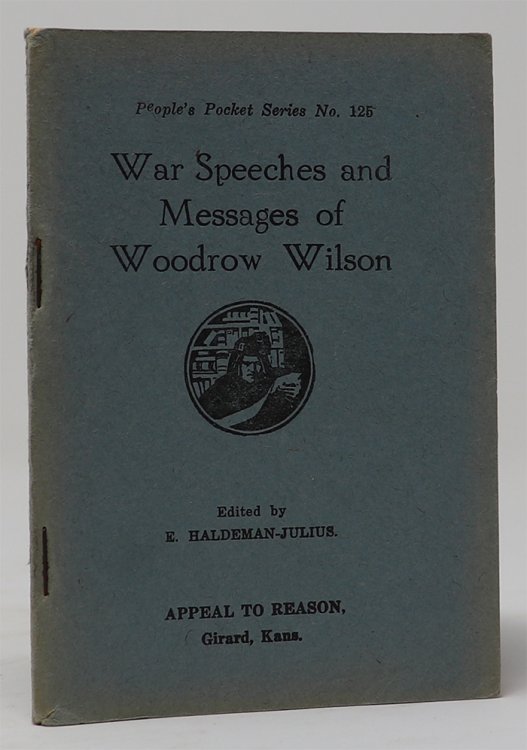 People's Pocket Series No. 125
War Speeches and
Messages of
Woodrow Wilson
Edited by
E. HALDEMAN-JULIUS.
APPEAL TO REASON,
Girard, Kans.